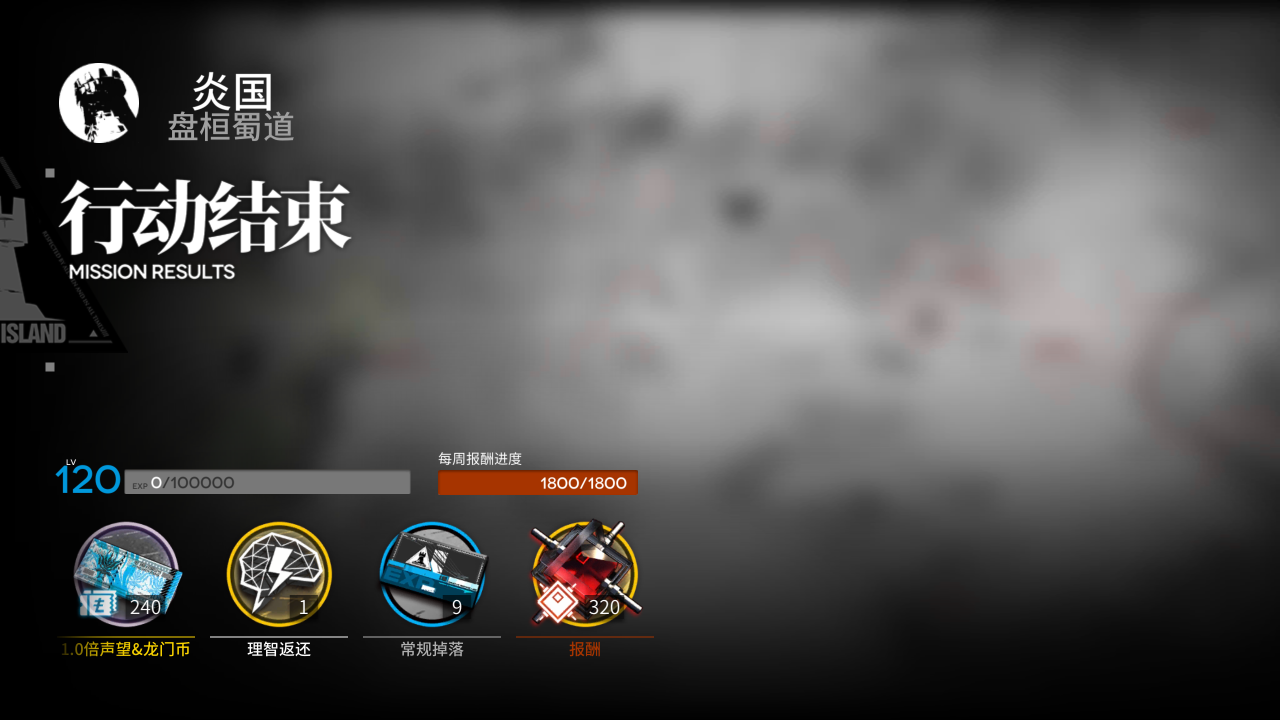 炎国
盘桓蜀道
行动结束
MISSION RESULTS
ISLAND
LV
120
EXP 0/100000
每周报酬进度
1800/1800
240
1
9
320
1.0倍声望&龙门币
理智返还
常规掉落
报酬